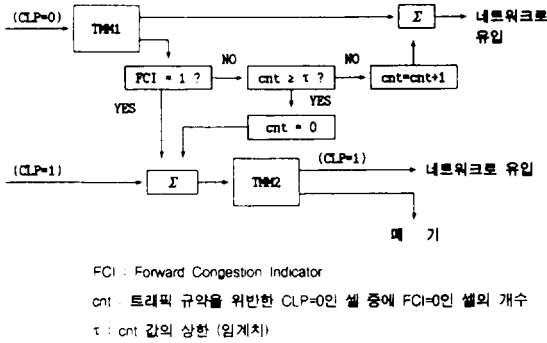 (CLP=0)
TMM1
Σ
네트워크로
유입
FCI = 1 ?
NO
cnt ≥ τ ?
NO
cnt=cnt+1
YES
YES
cnt = 0
(CLP=1)
Σ
TMM2
(CLP=1)
네트워크로 유입
폐 기
FCI : Forward Congestion Indicator
cnt : 트래픽 규약을 위반한 CLP=0인 셀 중에 FCI=0인 셀의 개수
τ : cnt 값의 상한 (임계치)